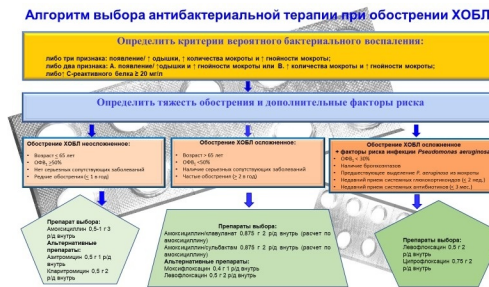 Алгоритм выбора антибактериальной терапии при обострении ХОБЛ
Определить критерии вероятного бактериального воспаления:
либо три признака: появление/ ↑ одышки, ↑ количества мокроты и ↑ гнойности мокроты;
либо два признака: А. появление/ ↑одышки и ↑ гнойности мокроты или В. ↑ количества мокроты и ↑ гнойности мокроты;
либо↑ С-реактивного белка ≥ 20 мг/л
Определить тяжесть обострения и дополнительные факторы риска
Обострение ХОБЛ неосложненное:
• Возраст ≤ 65 лет
• ОФВ₁ ≥50%
• Нет серьезных сопутствующих заболеваний
• Редкие обострения(≤ 1 в год)
Обострение ХОБЛ осложненное:
• Возраст > 65 лет
• ОФВ₁ <50%
• Наличие серьезных сопутствующих заболеваний
• Частые обострения (≥ 2 в год)
Обострение ХОБЛ осложненное
+ факторы риска инфекции Pseudomonas aeruginosa
• ОФВ₁ < 30%
• Наличие бронхоэктазов
• Предшествующее выделение P. aeruginosa из мокроты
• Недавний прием системных глюкокортикоидов (≥ 2 нед.)
• Недавний прием системных антибиотиков (≤ 3 мес.)
Препарат выбора:
Амоксициллин 0,5-1 г 3
р/д внутрь
Альтернативные
препараты:
Азитромицин 0,5 г 1 р/д
внутрь
Кларитромицин 0,5 г 2
р/д внутрь
Препараты выбора:
Амоксициллин/клавуланат 0,875 г 2 р/д внутрь (расчет по
амоксициллину)
Амоксициллин/сульбактам 0,875 г 2 р/д внутрь (расчет по
амоксициллину)
Альтернативные препараты:
Моксифлоксацин 0,4 г 1 р/д внутрь
Левофлоксацин 0,5 г 2 р/д внутрь
Препараты выбора:
Левофлоксацин 0,5 г 2
р/д внутрь
Ципрофлоксацин 0,75 г 2
р/д внутрь